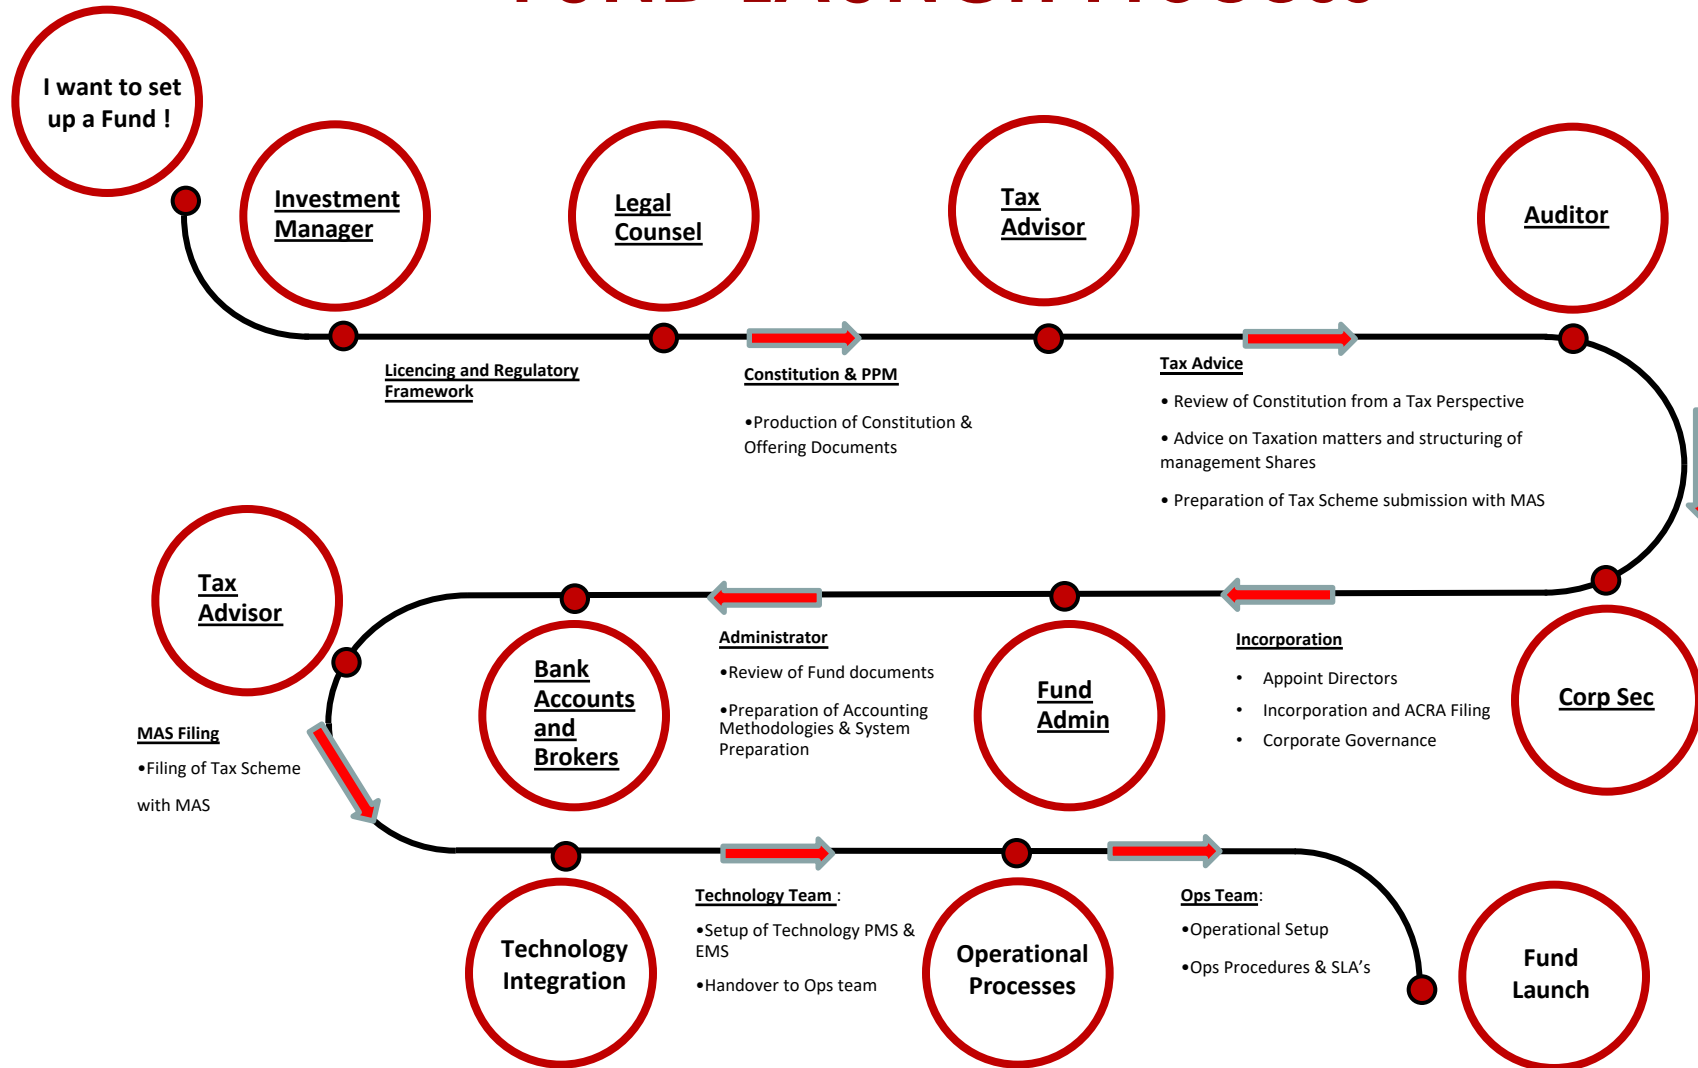 FUND LAUNCH Process
I want to set
up a Fund !
Investment
Manager
Legal
Counsel
Tax
Advisor
Auditor
Licencing and Regulatory
Framework
Constitution & PPM
•Production of Constitution &
Offering Documents
Tax Advice
• Review of Constitution from a Tax Perspective
• Advice on Taxation matters and structuring of
management Shares
• Preparation of Tax Scheme submission with MAS
Corp Sec
Incorporation
• Appoint Directors
• Incorporation and ACRA Filing
• Corporate Governance
Fund
Admin
Administrator
•Review of Fund documents
•Preparation of Accounting
Methodologies & System
Preparation
Bank
Accounts
and
Brokers
Tax
Advisor
MAS Filing
•Filing of Tax Scheme
with MAS
Technology
Integration
Technology Team :
•Setup of Technology PMS &
EMS
•Handover to Ops team
Operational
Processes
Ops Team:
•Operational Setup
•Ops Procedures & SLA's
Fund
Launch